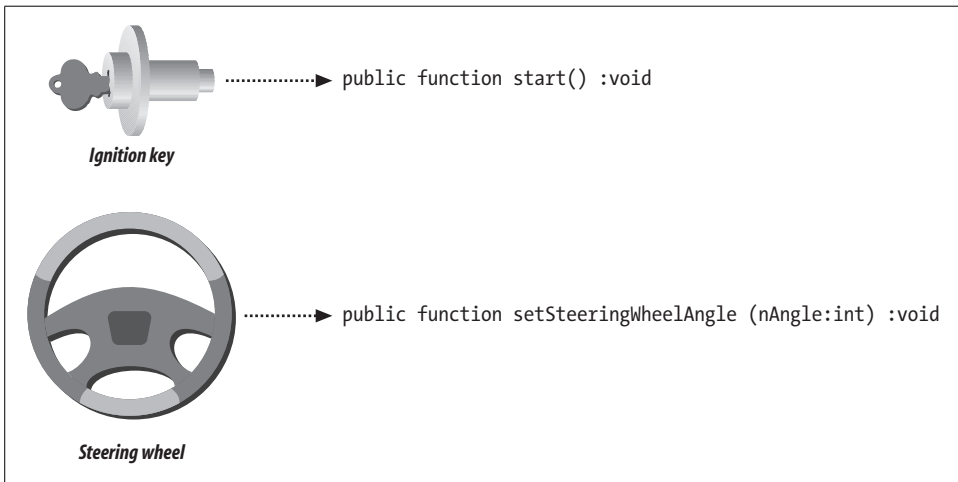 public function start() :void
Ignition key
public function setSteeringWheelAngle (nAngle:int) :void
Steering wheel